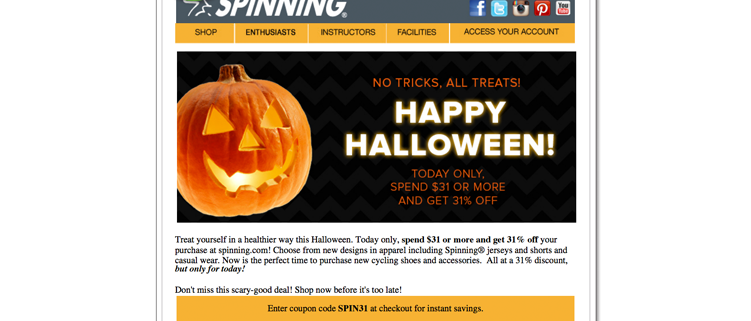 SPINNING®
SHOP ENTHUSIASTS INSTRUCTORS FACILITIES ACCESS YOUR ACCOUNT
NO TRICKS, ALL TREATS!
HAPPY
HALLOWEEN!
TODAY ONLY,
SPEND $31 OR MORE
AND GET 31% OFF
Treat yourself in a healthier way this Halloween. Today only, spend $31 or more and get 31% off your
purchase at spinning.com! Choose from new designs in apparel including Spinning® jerseys and shorts and
casual wear. Now is the perfect time to purchase new cycling shoes and accessories. All at a 31% discount,
but only for today!
Don't miss this scary-good deal! Shop now before it's too late!
Enter coupon code SPIN31 at checkout for instant savings.